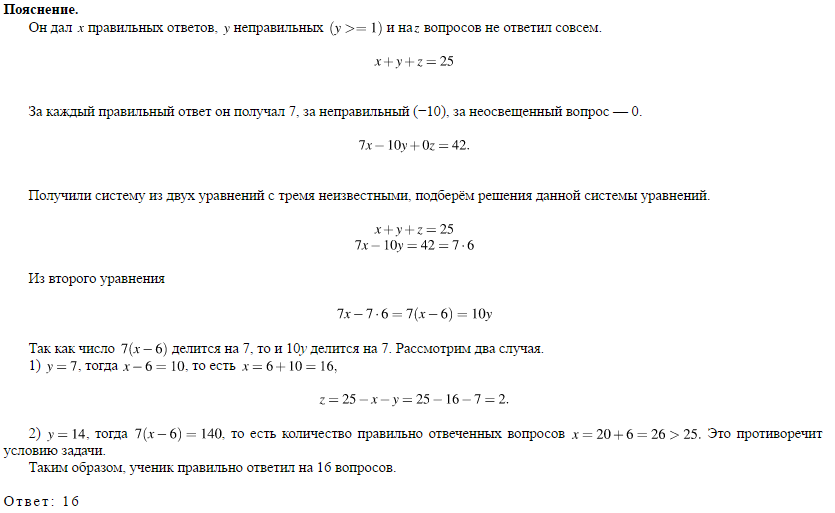 Пояснение.
Он дал x правильных ответов, y неправильных (y >= 1) и на z вопросов не ответил совсем.
x + y + z = 25
За каждый правильный ответ он получал 7, за неправильный (−10), за неосвещенный вопрос — 0.
7x − 10y + 0z = 42.
Получили систему из двух уравнений с тремя неизвестными, подберём решения данной системы уравнений.
x + y + z = 25
7x − 10y = 42 = 7 · 6
Из второго уравнения
7x − 7 · 6 = 7(x − 6) = 10y
Так как число 7(x − 6) делится на 7, то и 10y делится на 7. Рассмотрим два случая.
1) y = 7, тогда x − 6 = 10, то есть x = 6 + 10 = 16,
z = 25 − x − y = 25 − 16 − 7 = 2.
2) y = 14, тогда 7(x − 6) = 140, то есть количество правильно отвеченных вопросов x = 20 + 6 = 26 > 25. Это противоречит
условию задачи.
Таким образом, ученик правильно ответил на 16 вопросов.
Ответ: 16